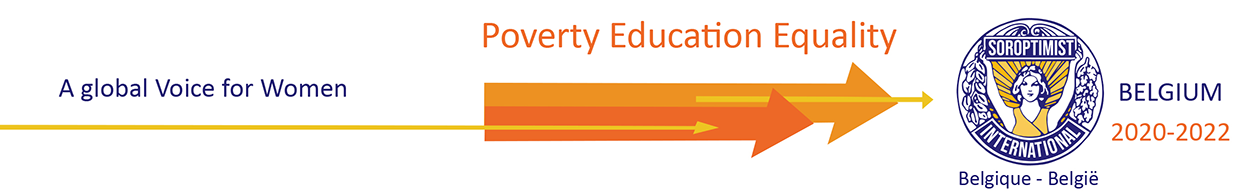 Poverty Education Equality
A global Voice for Women
SOROPTIMIST
INTERNATIONAL
BELGIUM
2020-2022
Belgique - België